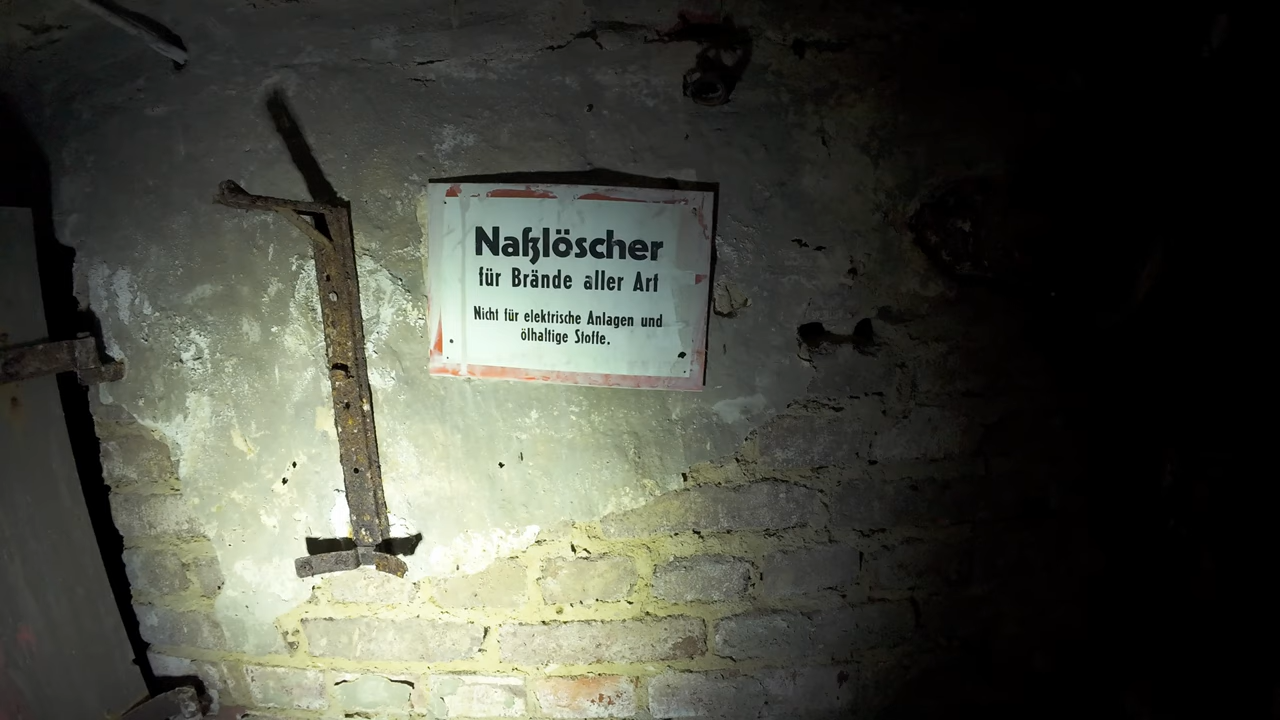 Naßlöscher
für Brände aller Art
Nicht für elektrische Anlagen und
ölhaltige Stoffe.